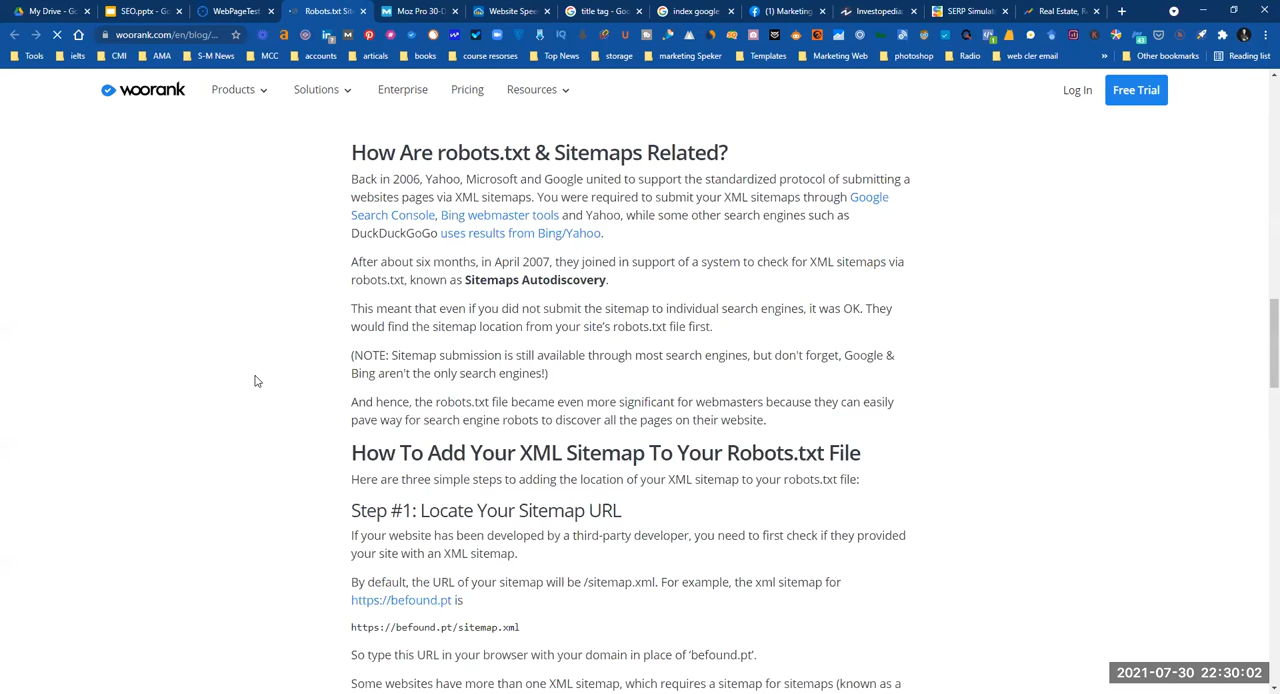 My Drive - G
SEO.pptx - G
WebPageTest
Robots.txt Sit
Moz Pro 30-D
Website Spee
title tag - Goo
index google
(1) Marketing
Investopedia:
SERP Simulat
Real Estate, R
woorank.com/en/blog/...
Tools
ielts
CMI
AMA
S-M News
MCC
accounts
articals
books
course resorses
Top News
storage
marketing Speker
Templates
Marketing Web
photoshop
Radio
web cler email
»
Other bookmarks
Reading list
woorank
Products
Solutions
Enterprise
Pricing
Resources
Log In
Free Trial
How Are robots.txt & Sitemaps Related?
Back in 2006, Yahoo, Microsoft and Google united to support the standardized protocol of submitting a
websites pages via XML sitemaps. You were required to submit your XML sitemaps through Google
Search Console, Bing webmaster tools and Yahoo, while some other search engines such as
DuckDuckGoGo uses results from Bing/Yahoo.
After about six months, in April 2007, they joined in support of a system to check for XML sitemaps via
robots.txt, known as Sitemaps Autodiscovery.
This meant that even if you did not submit the sitemap to individual search engines, it was OK. They
would find the sitemap location from your site's robots.txt file first.
(NOTE: Sitemap submission is still available through most search engines, but don't forget, Google &
Bing aren't the only search engines!)
And hence, the robots.txt file became even more significant for webmasters because they can easily
pave way for search engine robots to discover all the pages on their website.
How To Add Your XML Sitemap To Your Robots.txt File
Here are three simple steps to adding the location of your XML sitemap to your robots.txt file:
Step #1: Locate Your Sitemap URL
If your website has been developed by a third-party developer, you need to first check if they provided
your site with an XML sitemap.
By default, the URL of your sitemap will be /sitemap.xml. For example, the xml sitemap for
https://befound.pt is
https://befound.pt/sitemap.xml
So type this URL in your browser with your domain in place of 'befound.pt'.
Some websites have more than one XML sitemap, which requires a sitemap for sitemaps (known as a
2021-07-30 22:30:02